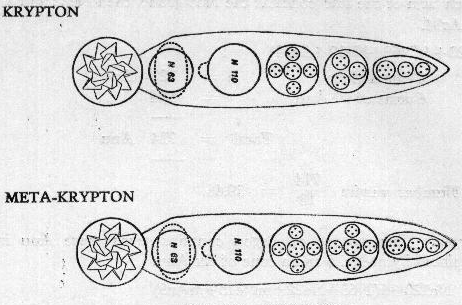 KRYPTON
N 63
N 110
META-KRYPTON
N 63
N 110